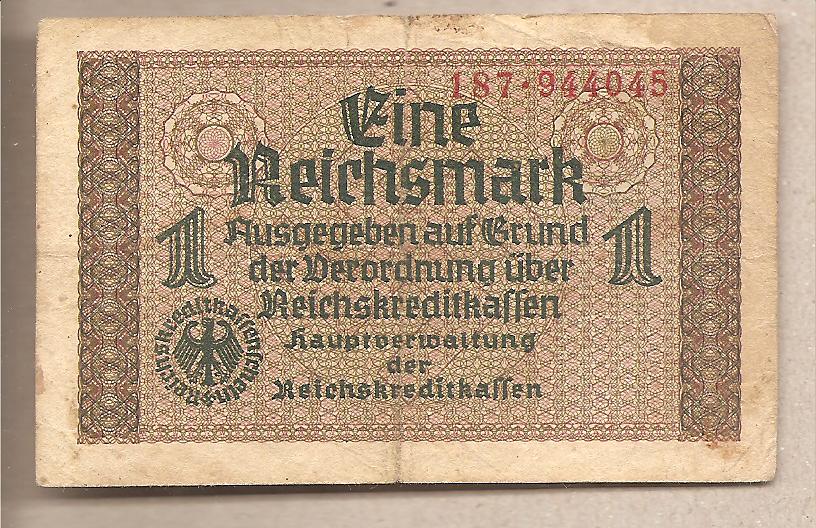 187·944045
Eine
Reichsmark
1 Ausgegeben auf Grund 1
der Verordnung über
Reichskreditkassen
Hauptverwaltung
der
Reichskreditkassen